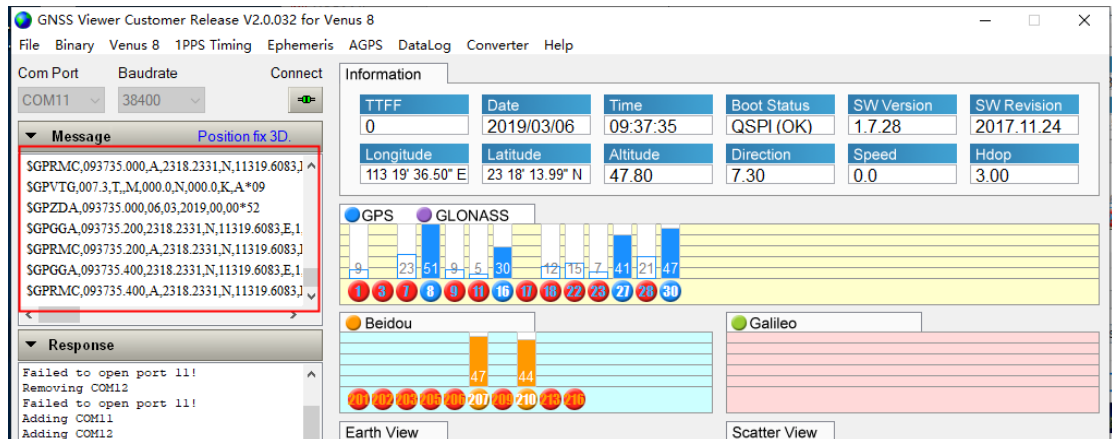 GNSS Viewer Customer Release V2.0.032 for Venus 8
File Binary Venus 8 1PPS Timing Ephemeris AGPS DataLog Converter Help
Com Port Baudrate Connect
COM11 38400
Message Position fix 3D.
$GPRMC,093735.000,A,2318.2331,N,11319.6083,
$GPVTG,007.3,T,,M,000.0,N,000.0,K,A*09
$GPZDA,093735.000,06,03,2019,00,00*52
$GPGGA,093735.200,2318.2331,N,11319.6083,E,1
$GPRMC,093735.200,A,2318.2331,N,11319.6083,
$GPGGA,093735.400,2318.2331,N,11319.6083,E,1
$GPRMC,093735.400,A,2318.2331,N,11319.6083,
Response
Failed to open port 11!
Removing COM12
Failed to open port 11!
Adding COM11
Adding COM12
Information
TTFF Date Time Boot Status SW Version SW Revision
0 2019/03/06 09:37:35 QSPI (OK) 1.7.28 2017.11.24
Longitude Latitude Altitude Direction Speed Hdop
113 19' 36.50" E 23 18' 13.99" N 47.80 7.30 0.0 3.00
GPS GLONASS
9 23 51 9 5 30 12 15 7 41 21 47
1 3 7 8 9 11 16 17 18 22 23 27 28 30
Beidou
47 44
201 202 203 205 206 207 209 210 213 216
Galileo
Earth View
Scatter View